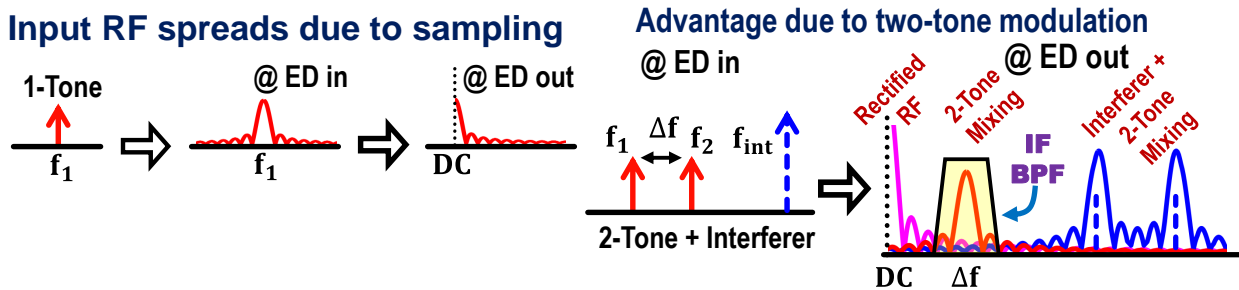 Input RF spreads due to sampling
1-Tone
@ ED in
@ ED out
f₁
f₁
DC
Advantage due to two-tone modulation
@ ED in
@ ED out
f₁
Δf
f₂
f_int
2-Tone + Interferer
Rectified
RF
2-Tone
Mixing
Interferer +
2-Tone
Mixing
IF
BPF
DC
Δf